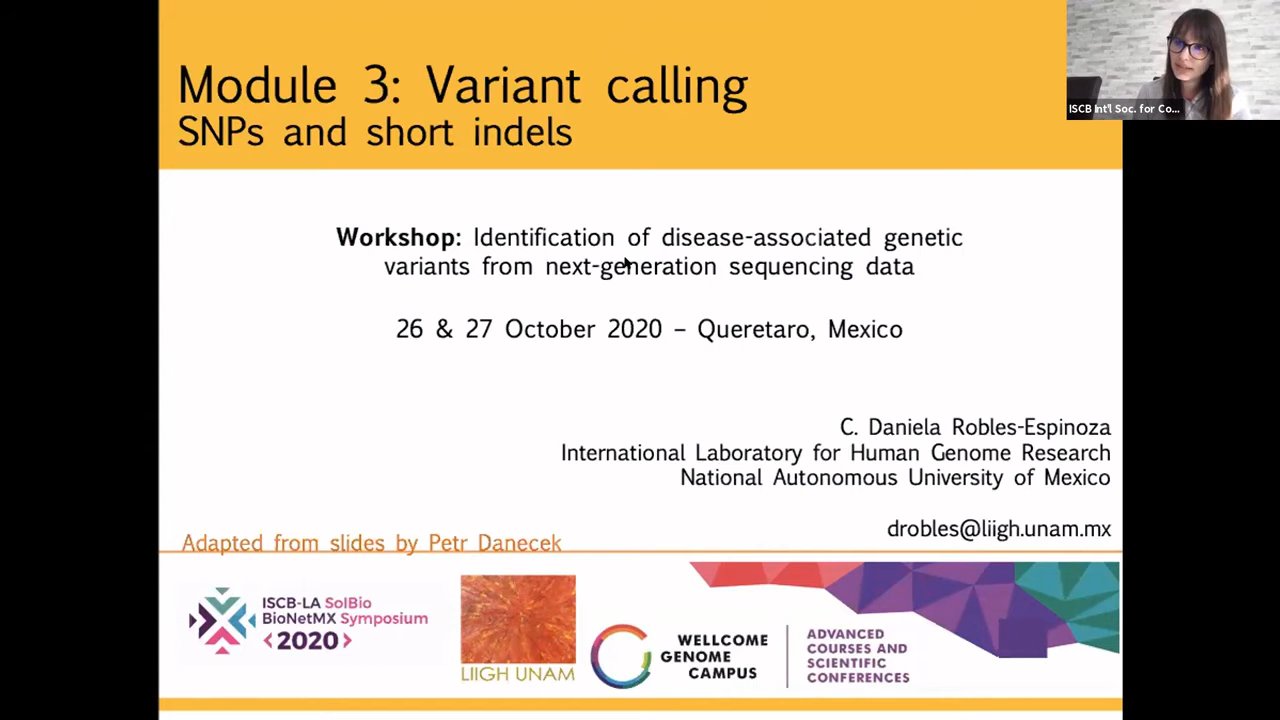 Module 3: Variant calling
SNPs and short indels
ISCB Int'l Soc. for Co...
Workshop: Identification of disease-associated genetic
variants from next-generation sequencing data
26 & 27 October 2020 – Queretaro, Mexico
C. Daniela Robles-Espinoza
International Laboratory for Human Genome Research
National Autonomous University of Mexico
drobles@liigh.unam.mx
Adapted from slides by Petr Danecek
ISCB-LA SoIBio
BioNetMX Symposium
<2020>
LIIGH UNAM
WELLCOME
GENOME
CAMPUS
ADVANCED
COURSES AND
SCIENTIFIC
CONFERENCES